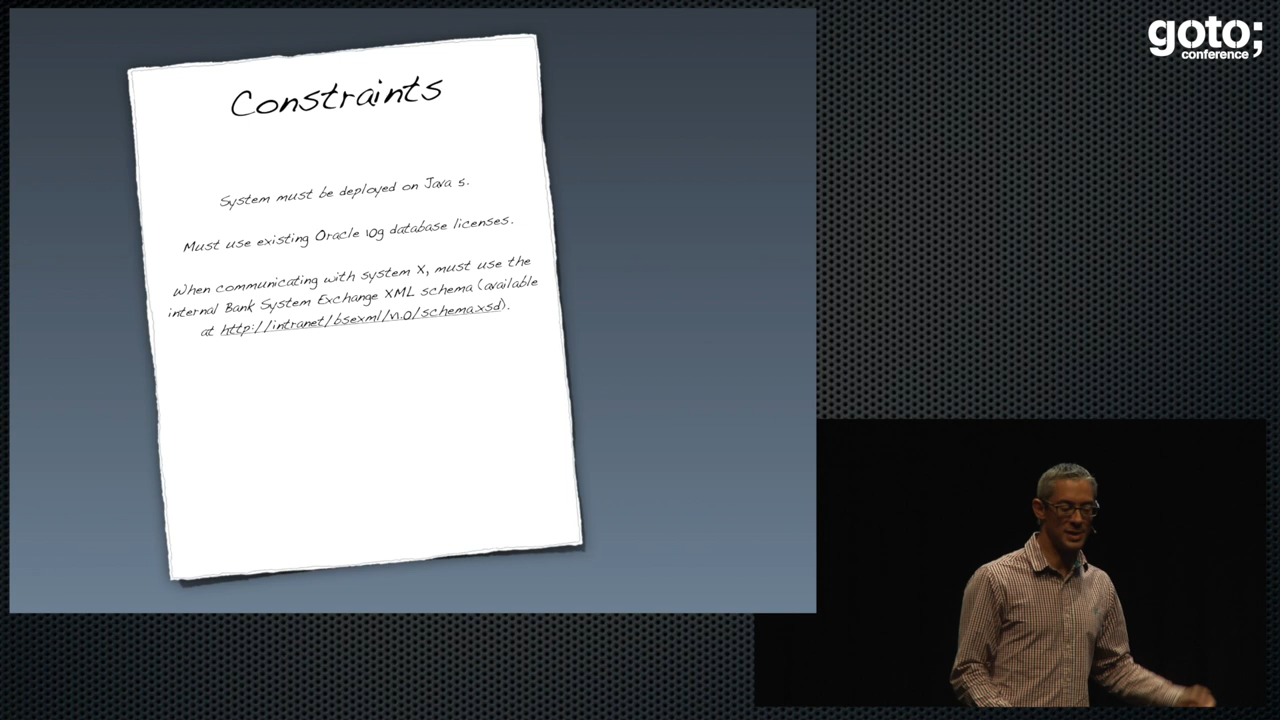 goto;
conference
Constraints
System must be deployed on Java 5.
Must use existing Oracle 10g database licenses.
When communicating with system X, must use the
internal Bank System Exchange XML schema (available
at http://intranet/bsexml/v1.0/schema.xsd).